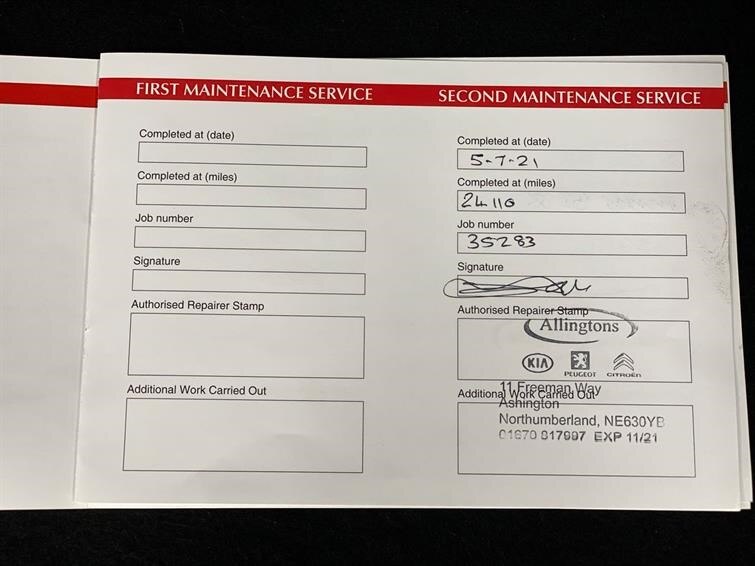 FIRST MAINTENANCE SERVICE
Completed at (date)
Completed at (miles)
Job number
Signature
Authorised Repairer Stamp
Additional Work Carried Out
SECOND MAINTENANCE SERVICE
Completed at (date)
5-7-21
Completed at (miles)
24110
Job number
35283
Signature
Authorised Repairer Stamp
Allingtons
KIA PEUGEOT CITROËN
11 Freeman Way
Additional Work Carried Out
Ashington
Northumberland, NE630YB
01670 817997 EXP 11/21